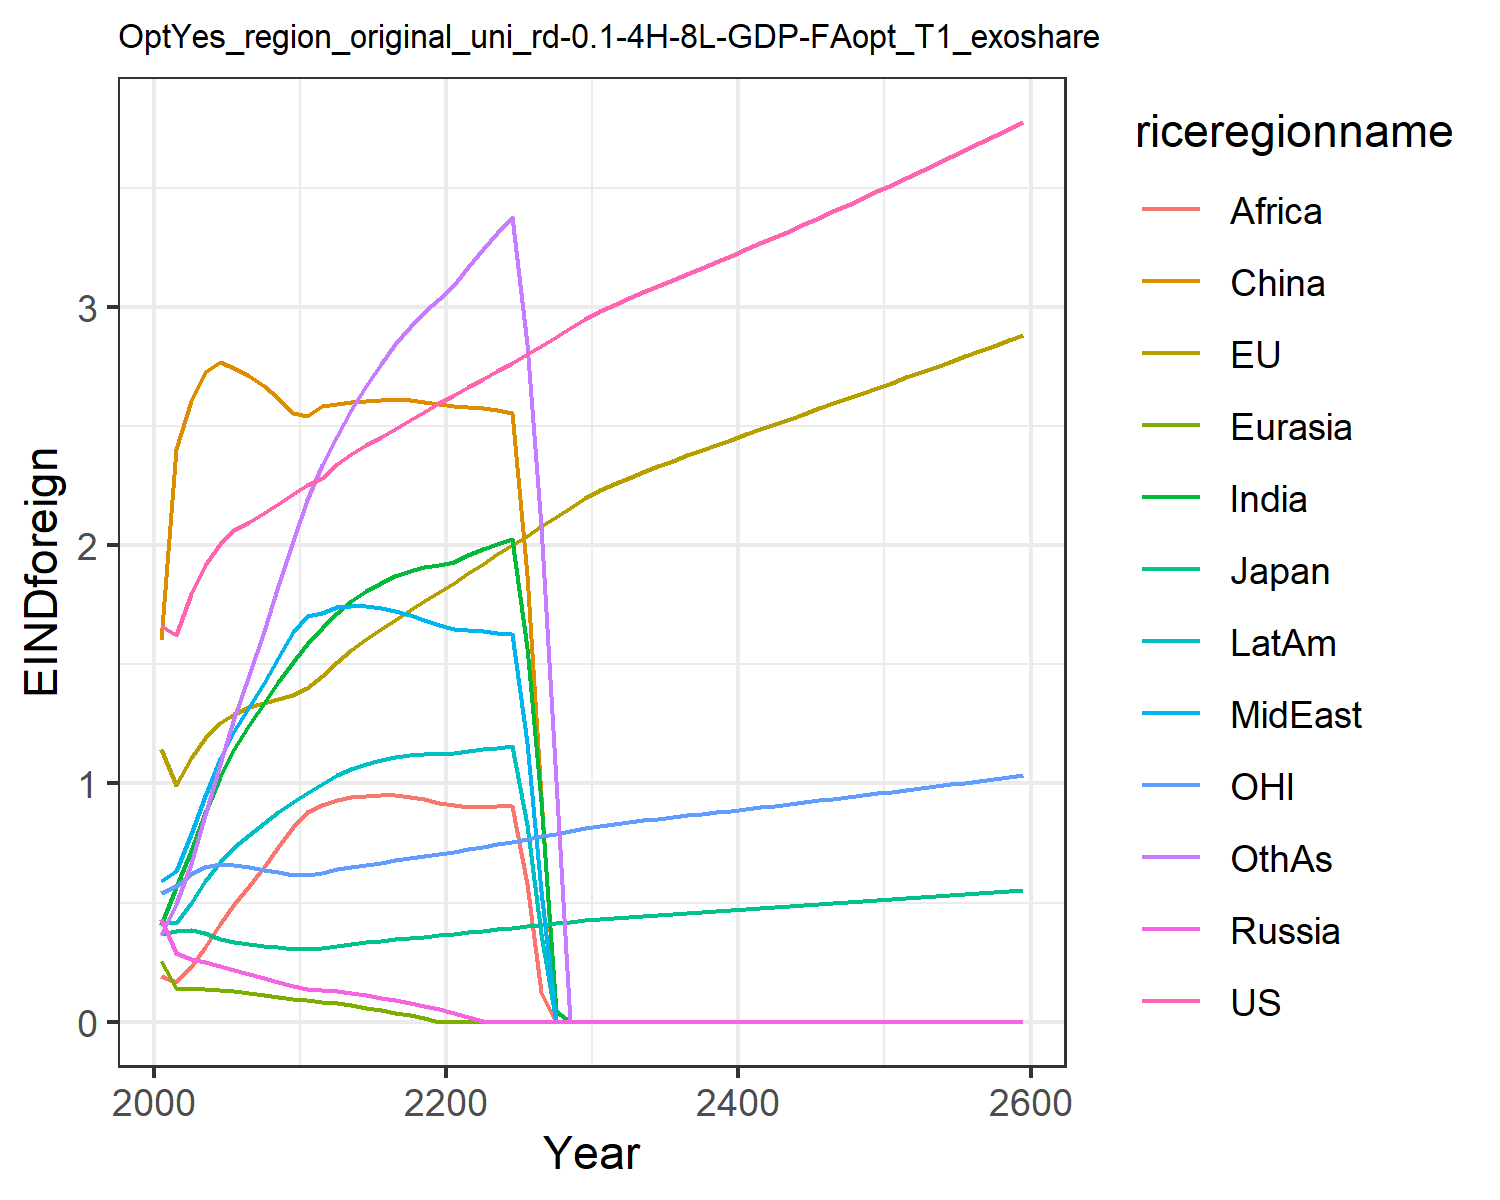 OptYes_region_original_uni_rd-0.1-4H-8L-GDP-FAopt_T1_exoshare
EINDforeign
3
2
1
0
2000 2200 2400 2600
Year
riceregionname
Africa
China
EU
Eurasia
India
Japan
LatAm
MidEast
OHI
OthAs
Russia
US